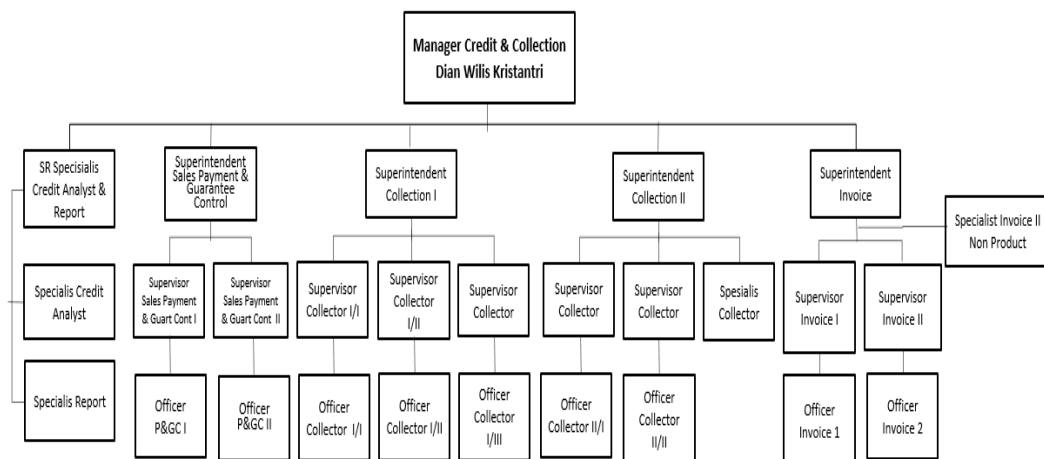 Manager Credit & Collection
Dian Wilis Kristantri
SR Specisialis
Credit Analyst &
Report
Superintendent
Sales Payment &
Guarantee
Control
Superintendent
Collection I
Superintendent
Collection II
Superintendent
Invoice
Specialist Invoice II
Non Product
Specialis Credit
Analyst
Supervisor
Sales Payment
& Guart Cont I
Supervisor
Sales Payment
& Guart Cont II
Supervisor
Collector I/I
Supervisor
Collector
I/II
Supervisor
Collector
Supervisor
Collector
Supervisor
Collector
Spesialis
Collector
Supervisor
Invoice I
Supervisor
Invoice II
Specialis Report
Officer
P&GC I
Officer
P&GC II
Officer
Collector I/I
Officer
Collector I/II
Officer
Collector
I/III
Officer
Collector II/I
Officer
Collector
II/II
Officer
Invoice 1
Officer
Invoice 2